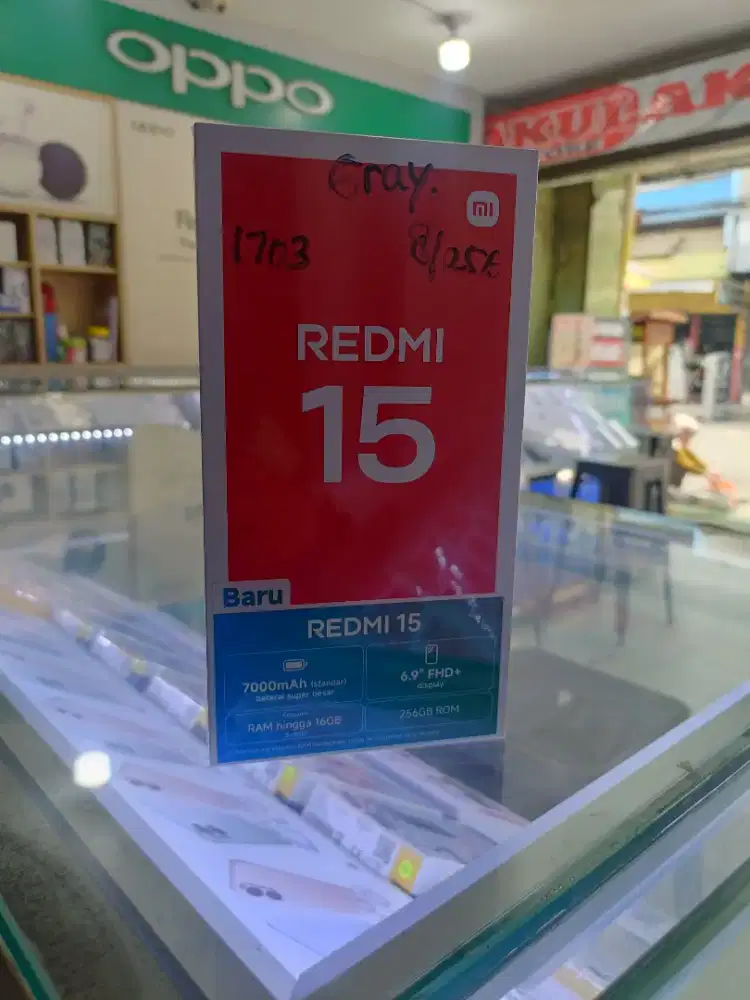 oppo
AKULAK
Gray.
mi
1703
8/256
REDMI
15
Baru
REDMI 15
7000mAh (standar)
baterai super besar
6.9" FHD+
display
RAM hingga 16GB
256GB ROM